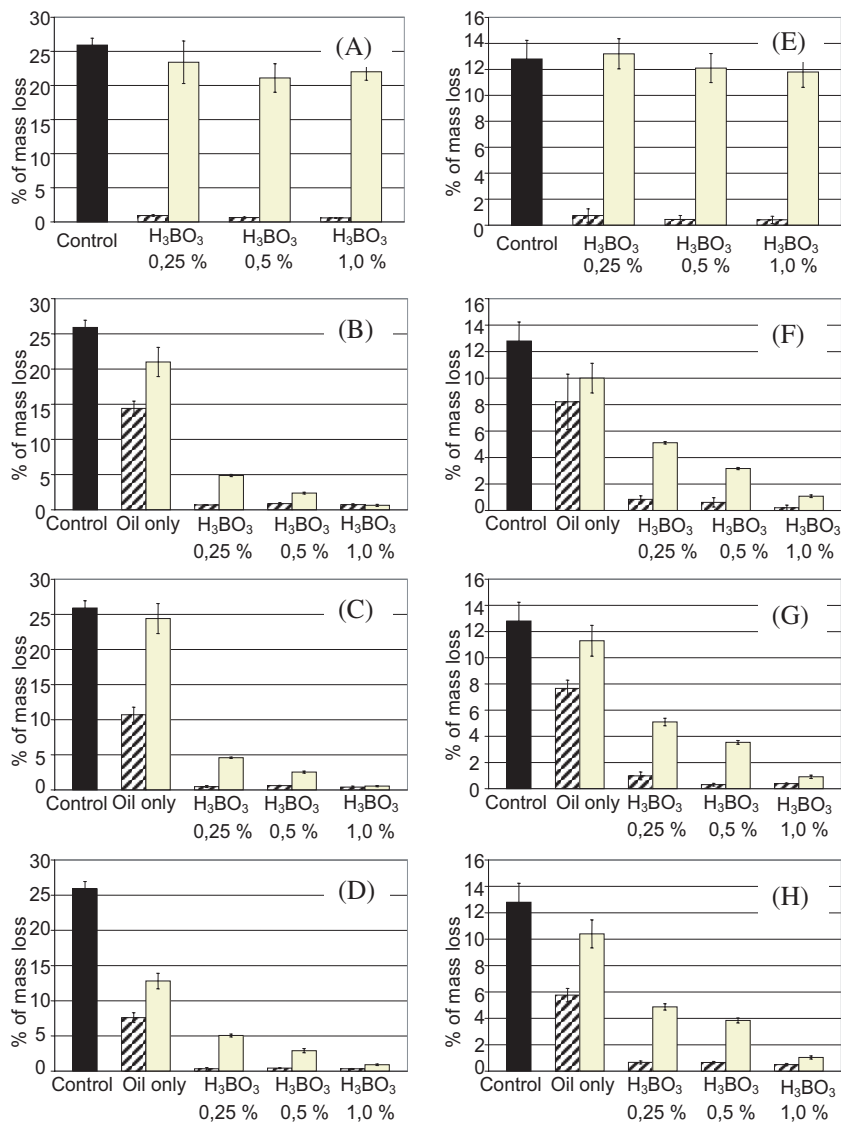 (A)
% of mass loss
30
25
20
15
10
5
0
Control H₃BO₃ H₃BO₃ H₃BO₃
0,25 % 0,5 % 1,0 %
(E)
% of mass loss
16
14
12
10
8
6
4
2
0
Control H₃BO₃ H₃BO₃ H₃BO₃
0,25 % 0,5 % 1,0 %
(B)
% of mass loss
30
25
20
15
10
5
0
Control Oil only H₃BO₃ H₃BO₃ H₃BO₃
0,25 % 0,5 % 1,0 %
(F)
% of mass loss
16
14
12
10
8
6
4
2
0
Control Oil only H₃BO₃ H₃BO₃ H₃BO₃
0,25 % 0,5 % 1,0 %
(C)
% of mass loss
30
25
20
15
10
5
0
Control Oil only H₃BO₃ H₃BO₃ H₃BO₃
0,25 % 0,5 % 1,0 %
(G)
% of mass loss
16
14
12
10
8
6
4
2
0
Control Oil only H₃BO₃ H₃BO₃ H₃BO₃
0,25 % 0,5 % 1,0 %
(D)
% of mass loss
30
25
20
15
10
5
0
Control Oil only H₃BO₃ H₃BO₃ H₃BO₃
0,25 % 0,5 % 1,0 %
(H)
% of mass loss
16
14
12
10
8
6
4
2
0
Control Oil only H₃BO₃ H₃BO₃ H₃BO₃
0,25 % 0,5 % 1,0 %